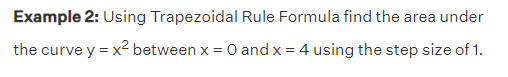 Example 2: Using Trapezoidal Rule Formula find the area under
the curve y = x² between x = 0 and x = 4 using the step size of 1.